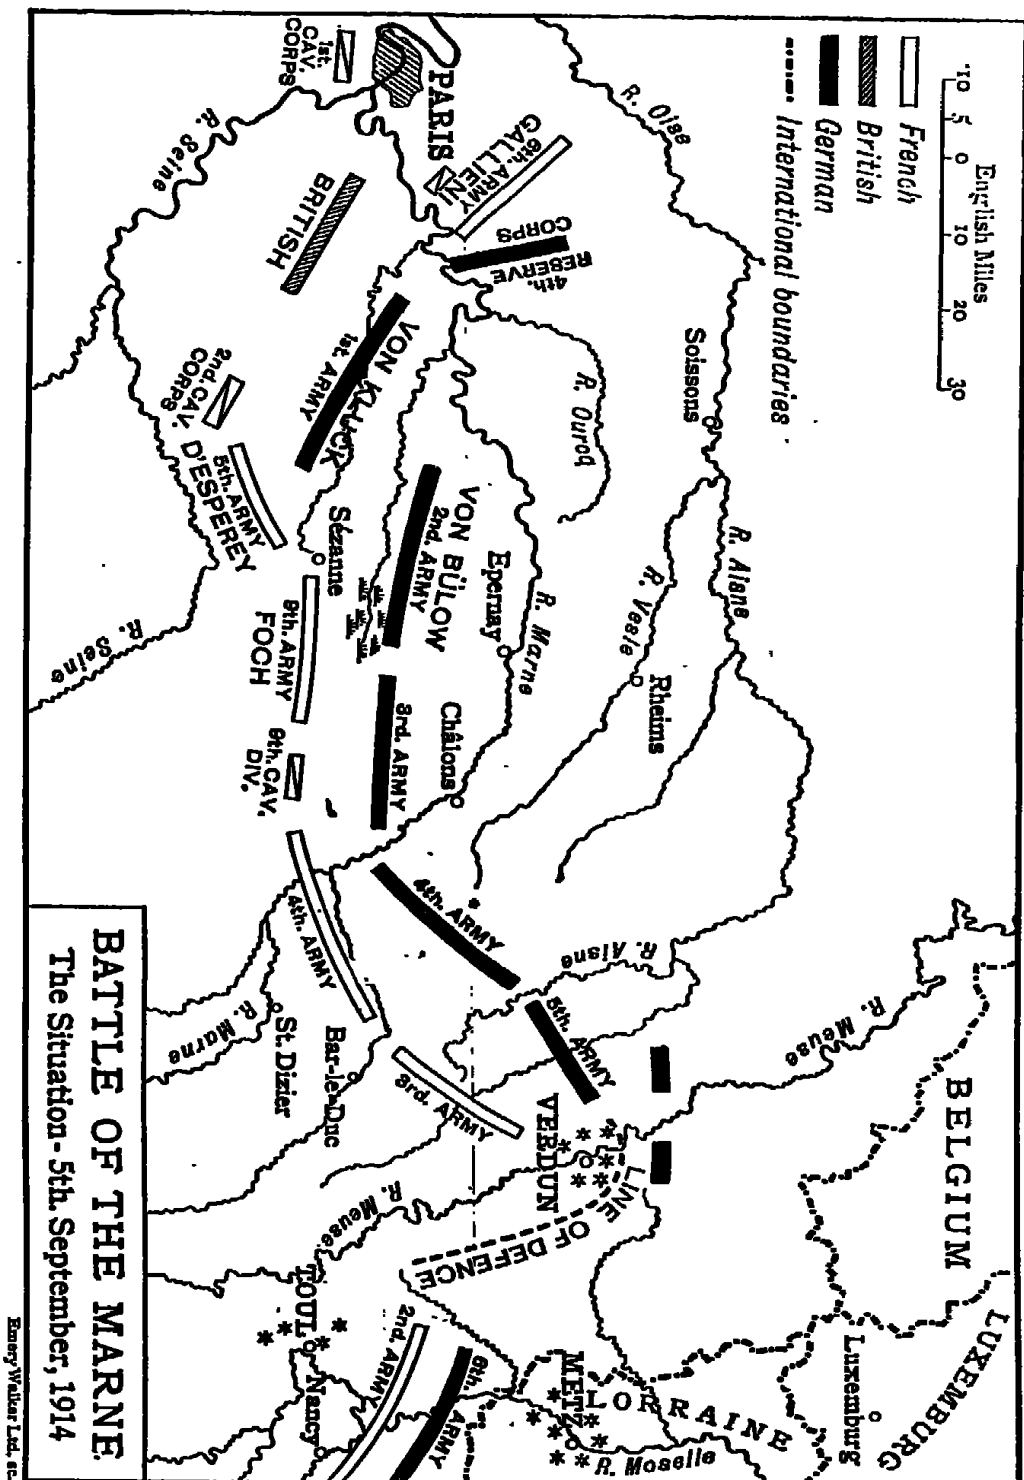 English Miles
10 5 0 10 20 30
French
British
German
International boundaries
BELGIUM
LUXEMBURG
Luxemburg
R. Oise
R. Aisne
Soissons
R. Ourcq
R. Vesle
Rheims
R. Aisne
R. Meuse
PARIS
6th. ARMY
GALLIENI
4th.
RESERVE
CORPS
1st.
CAV.
CORPS
R. Seine
BRITISH
VON KLUCK
1st. ARMY
2nd. CAV.
CORPS
5th. ARMY
D'ESPEREY
Sézanne
VON BÜLOW
2nd. ARMY
Epernay
R. Marne
Châlons
3rd. ARMY
9th. ARMY
FOCH
9th. CAV.
DIV.
R. Seine
4th. ARMY
4th. ARMY
5th. ARMY
3rd. ARMY
VERDUN
LINE
OF DEFENCE
R. Marne
St. Dizier
Bar-le-Duc
R. Meuse
TOUL
Nancy
2nd. ARMY
6th. ARMY
METZ
LORRAINE
R. Moselle
BATTLE OF THE MARNE
The Situation - 5th. September, 1914
Emery Walker Ltd. sc.